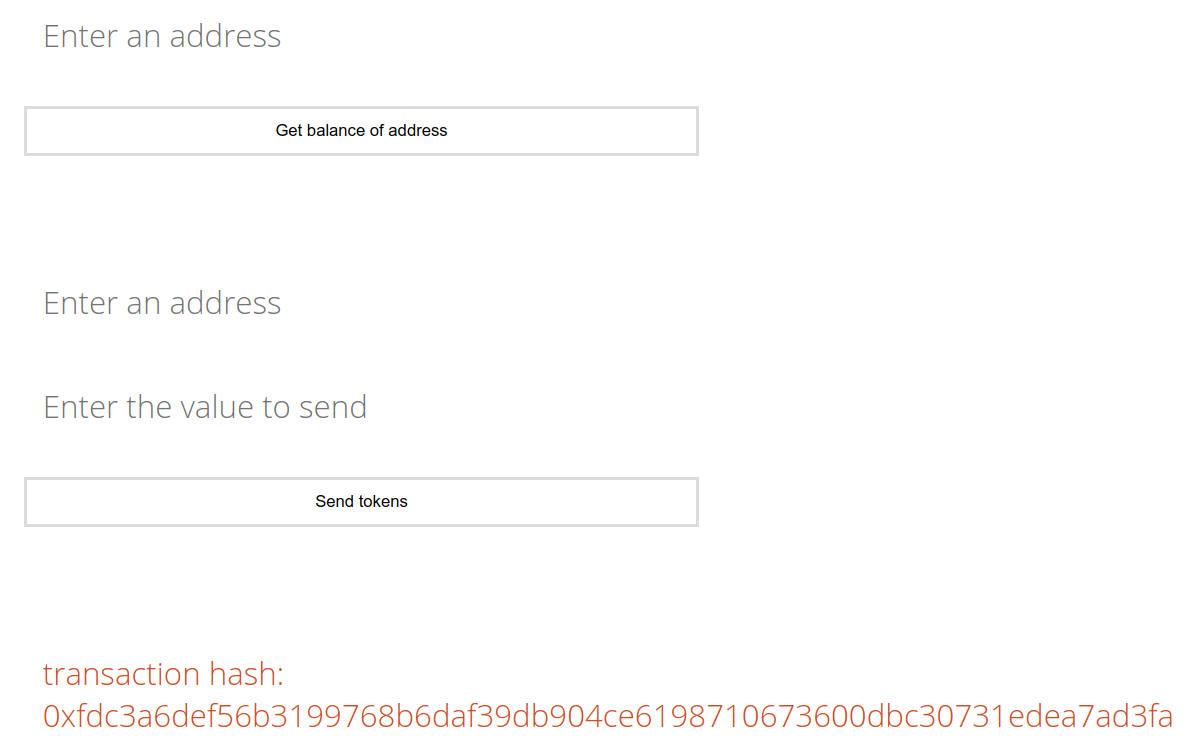 Enter an address
Get balance of address
Enter an address
Enter the value to send
Send tokens
transaction hash:
0xfdc3a6def56b3199768b6daf39db904ce6198710673600dbc30731edea7ad3fa